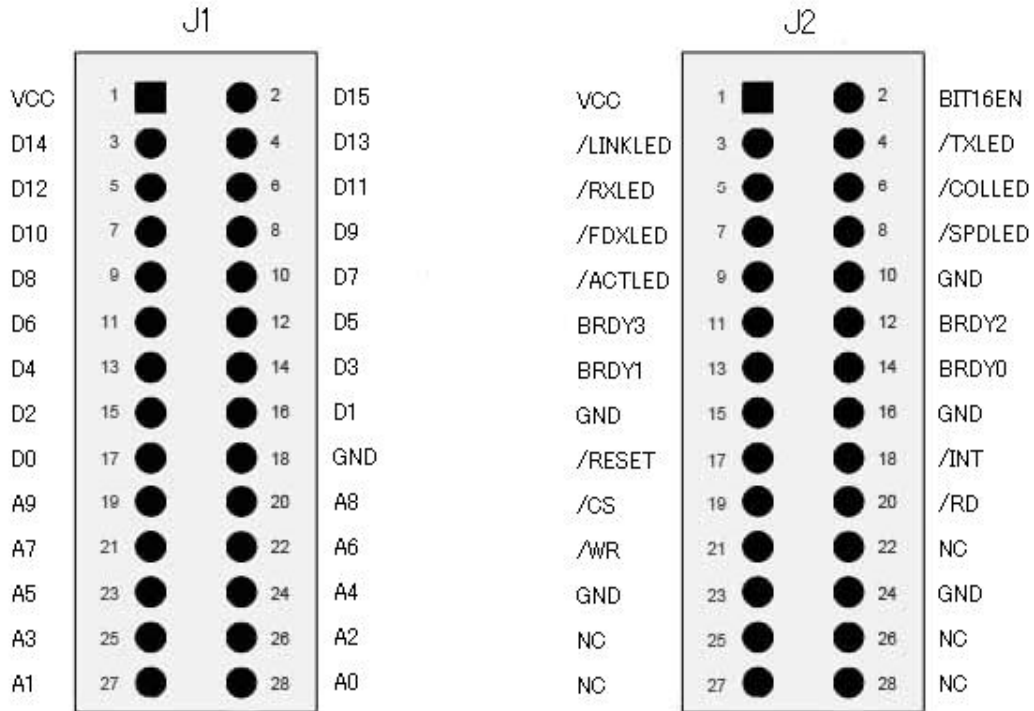 J1 J2
VCC 1 2 D15 VCC 1 2 BIT16EN
D14 3 4 D13 /LINKLED 3 4 /TXLED
D12 5 6 D11 /RXLED 5 6 /COLLED
D10 7 8 D9 /FDXLED 7 8 /SPDLED
D8 9 10 D7 /ACTLED 9 10 GND
D6 11 12 D5 BRDY3 11 12 BRDY2
D4 13 14 D3 BRDY1 13 14 BRDY0
D2 15 16 D1 GND 15 16 GND
D0 17 18 GND /RESET 17 18 /INT
A9 19 20 A8 /CS 19 20 /RD
A7 21 22 A6 /WR 21 22 NC
A5 23 24 A4 GND 23 24 GND
A3 25 26 A2 NC 25 26 NC
A1 27 28 A0 NC 27 28 NC